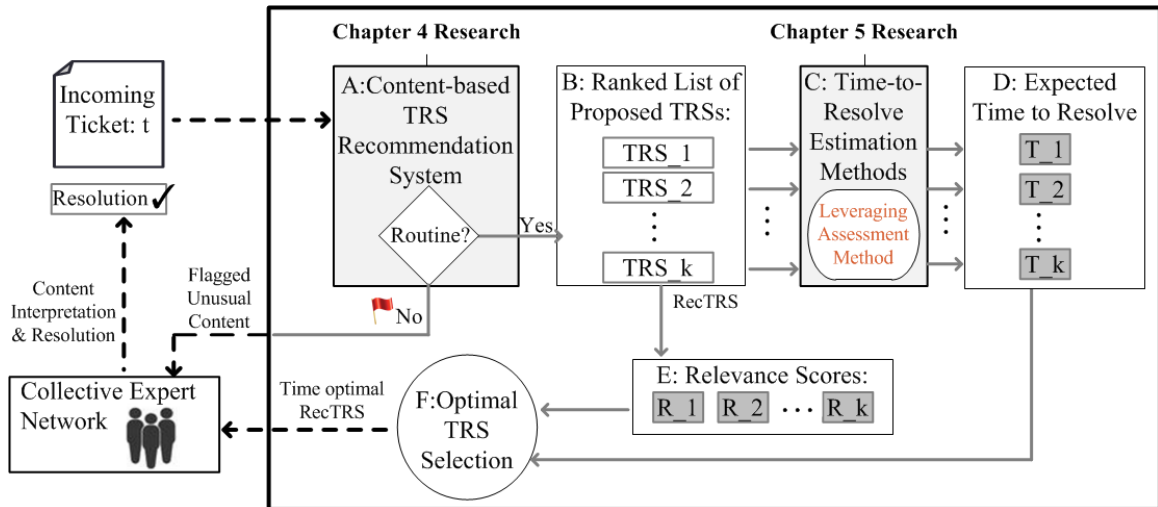 Chapter 4 Research
Chapter 5 Research
Incoming
Ticket: t
Resolution
A:Content-based
TRS
Recommendation
System
Routine?
Yes
No
B: Ranked List of
Proposed TRSs:
TRS_1
TRS_2
TRS_k
RecTRS
C: Time-to-
Resolve
Estimation
Methods
Leveraging
Assessment
Method
D: Expected
Time to Resolve
T_1
T_2
T_k
Content
Interpretation
& Resolution
Flagged
Unusual
Content
E: Relevance Scores:
R_1 R_2 ··· R_k
Collective Expert
Network
Time optimal
RecTRS
F:Optimal
TRS
Selection